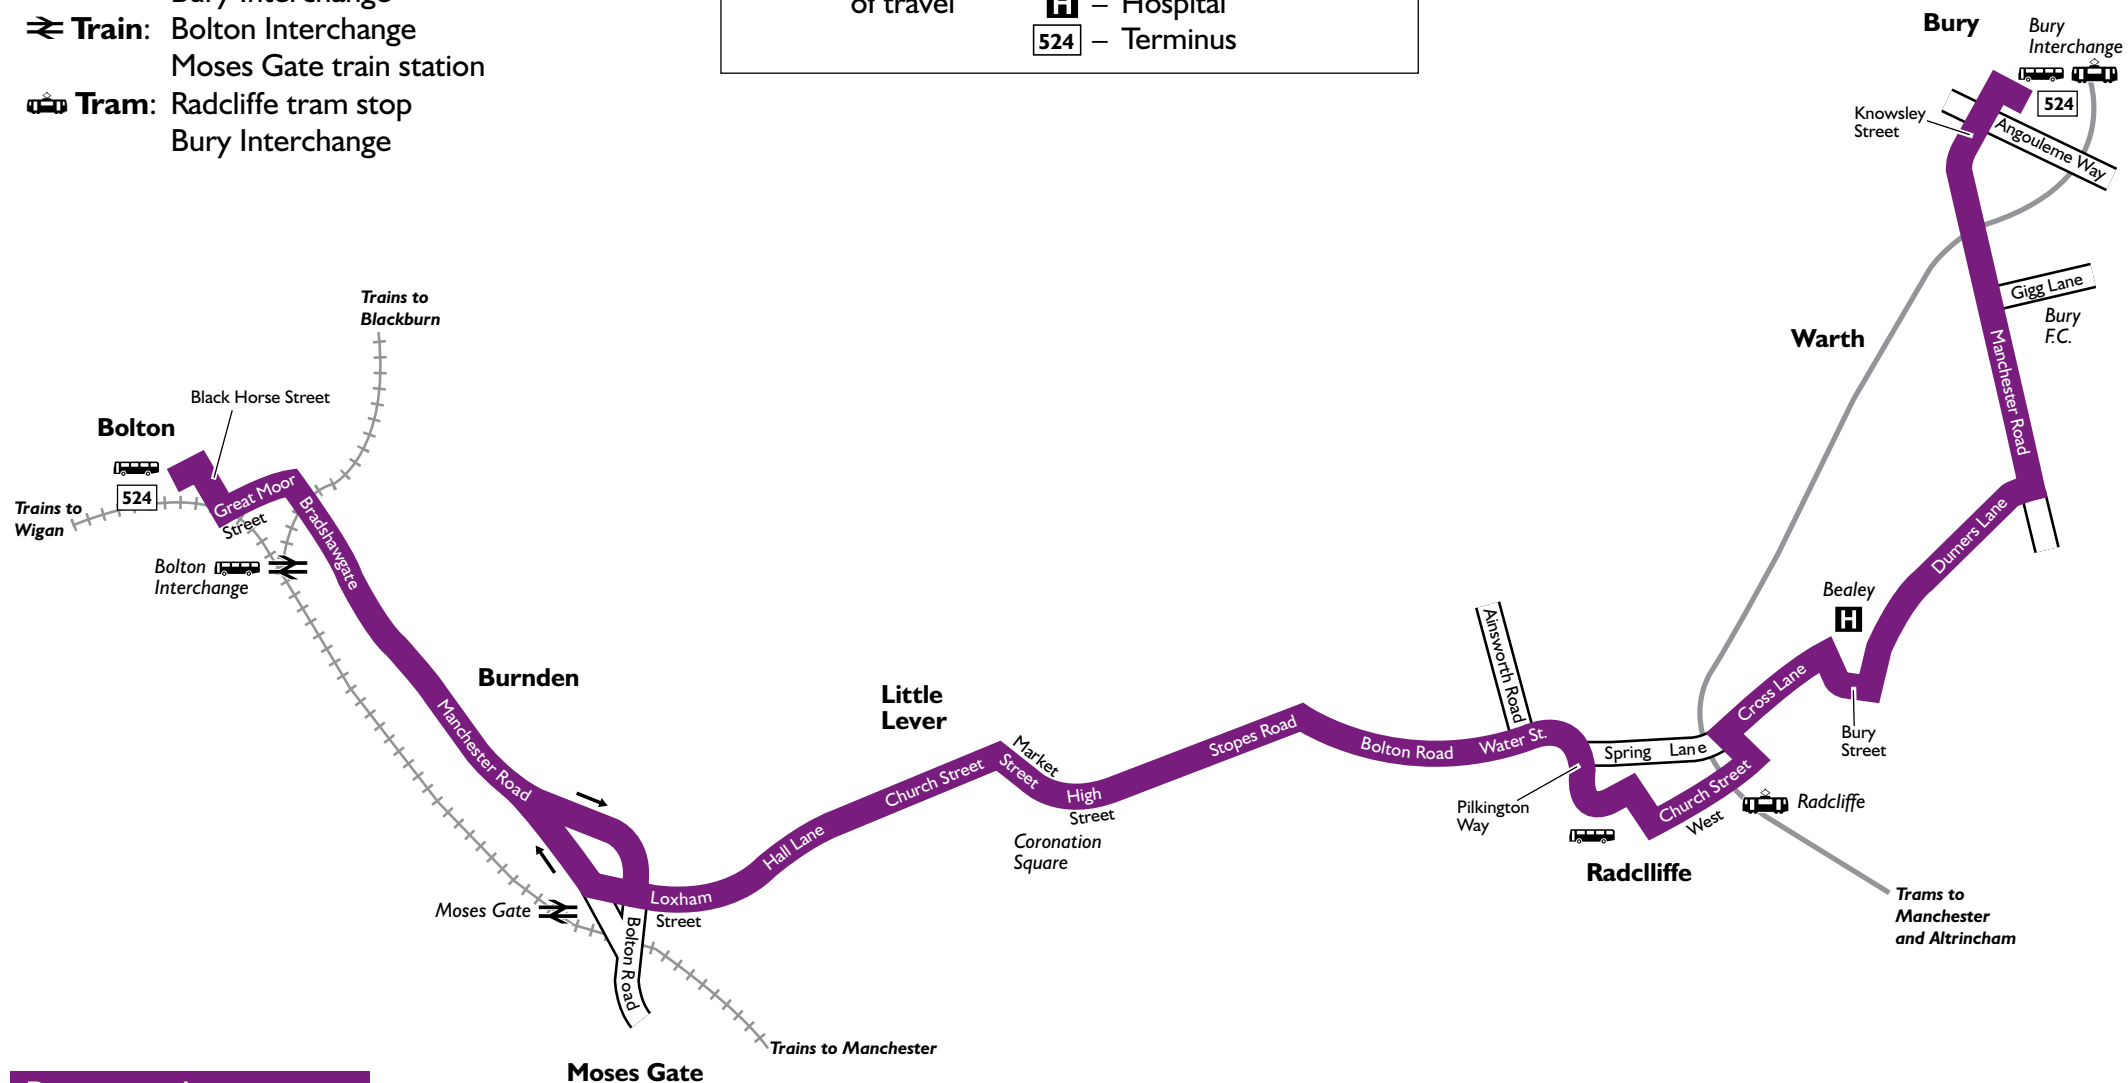 Bury Interchange
Train: Bolton Interchange
Moses Gate train station
Tram: Radcliffe tram stop
Bury Interchange
of travel
H – Hospital
524 – Terminus
Bury
Bury
Interchange
524
Knowsley
Street
Angouleme Way
Gigg Lane
Bury
F.C.
Warth
Manchester Road
Trains to
Blackburn
Black Horse Street
Bolton
524
Trains to
Wigan
Great Moor
Street
Bradshawgate
Bolton
Interchange
Dumers Lane
Bealey
H
Ainsworth Road
Burnden
Little
Lever
Manchester Road
Market
Street
Church Street
Stopes Road
Bolton Road
Water St.
Spring Lane
Cross Lane
Bury
Street
High
Street
Coronation
Square
Pilkington
Way
Church Street
West
Radcliffe
Hall Lane
Radclliffe
Loxham
Street
Moses Gate
Bolton Road
Trams to
Manchester
and Altrincham
Trains to Manchester
Moses Gate